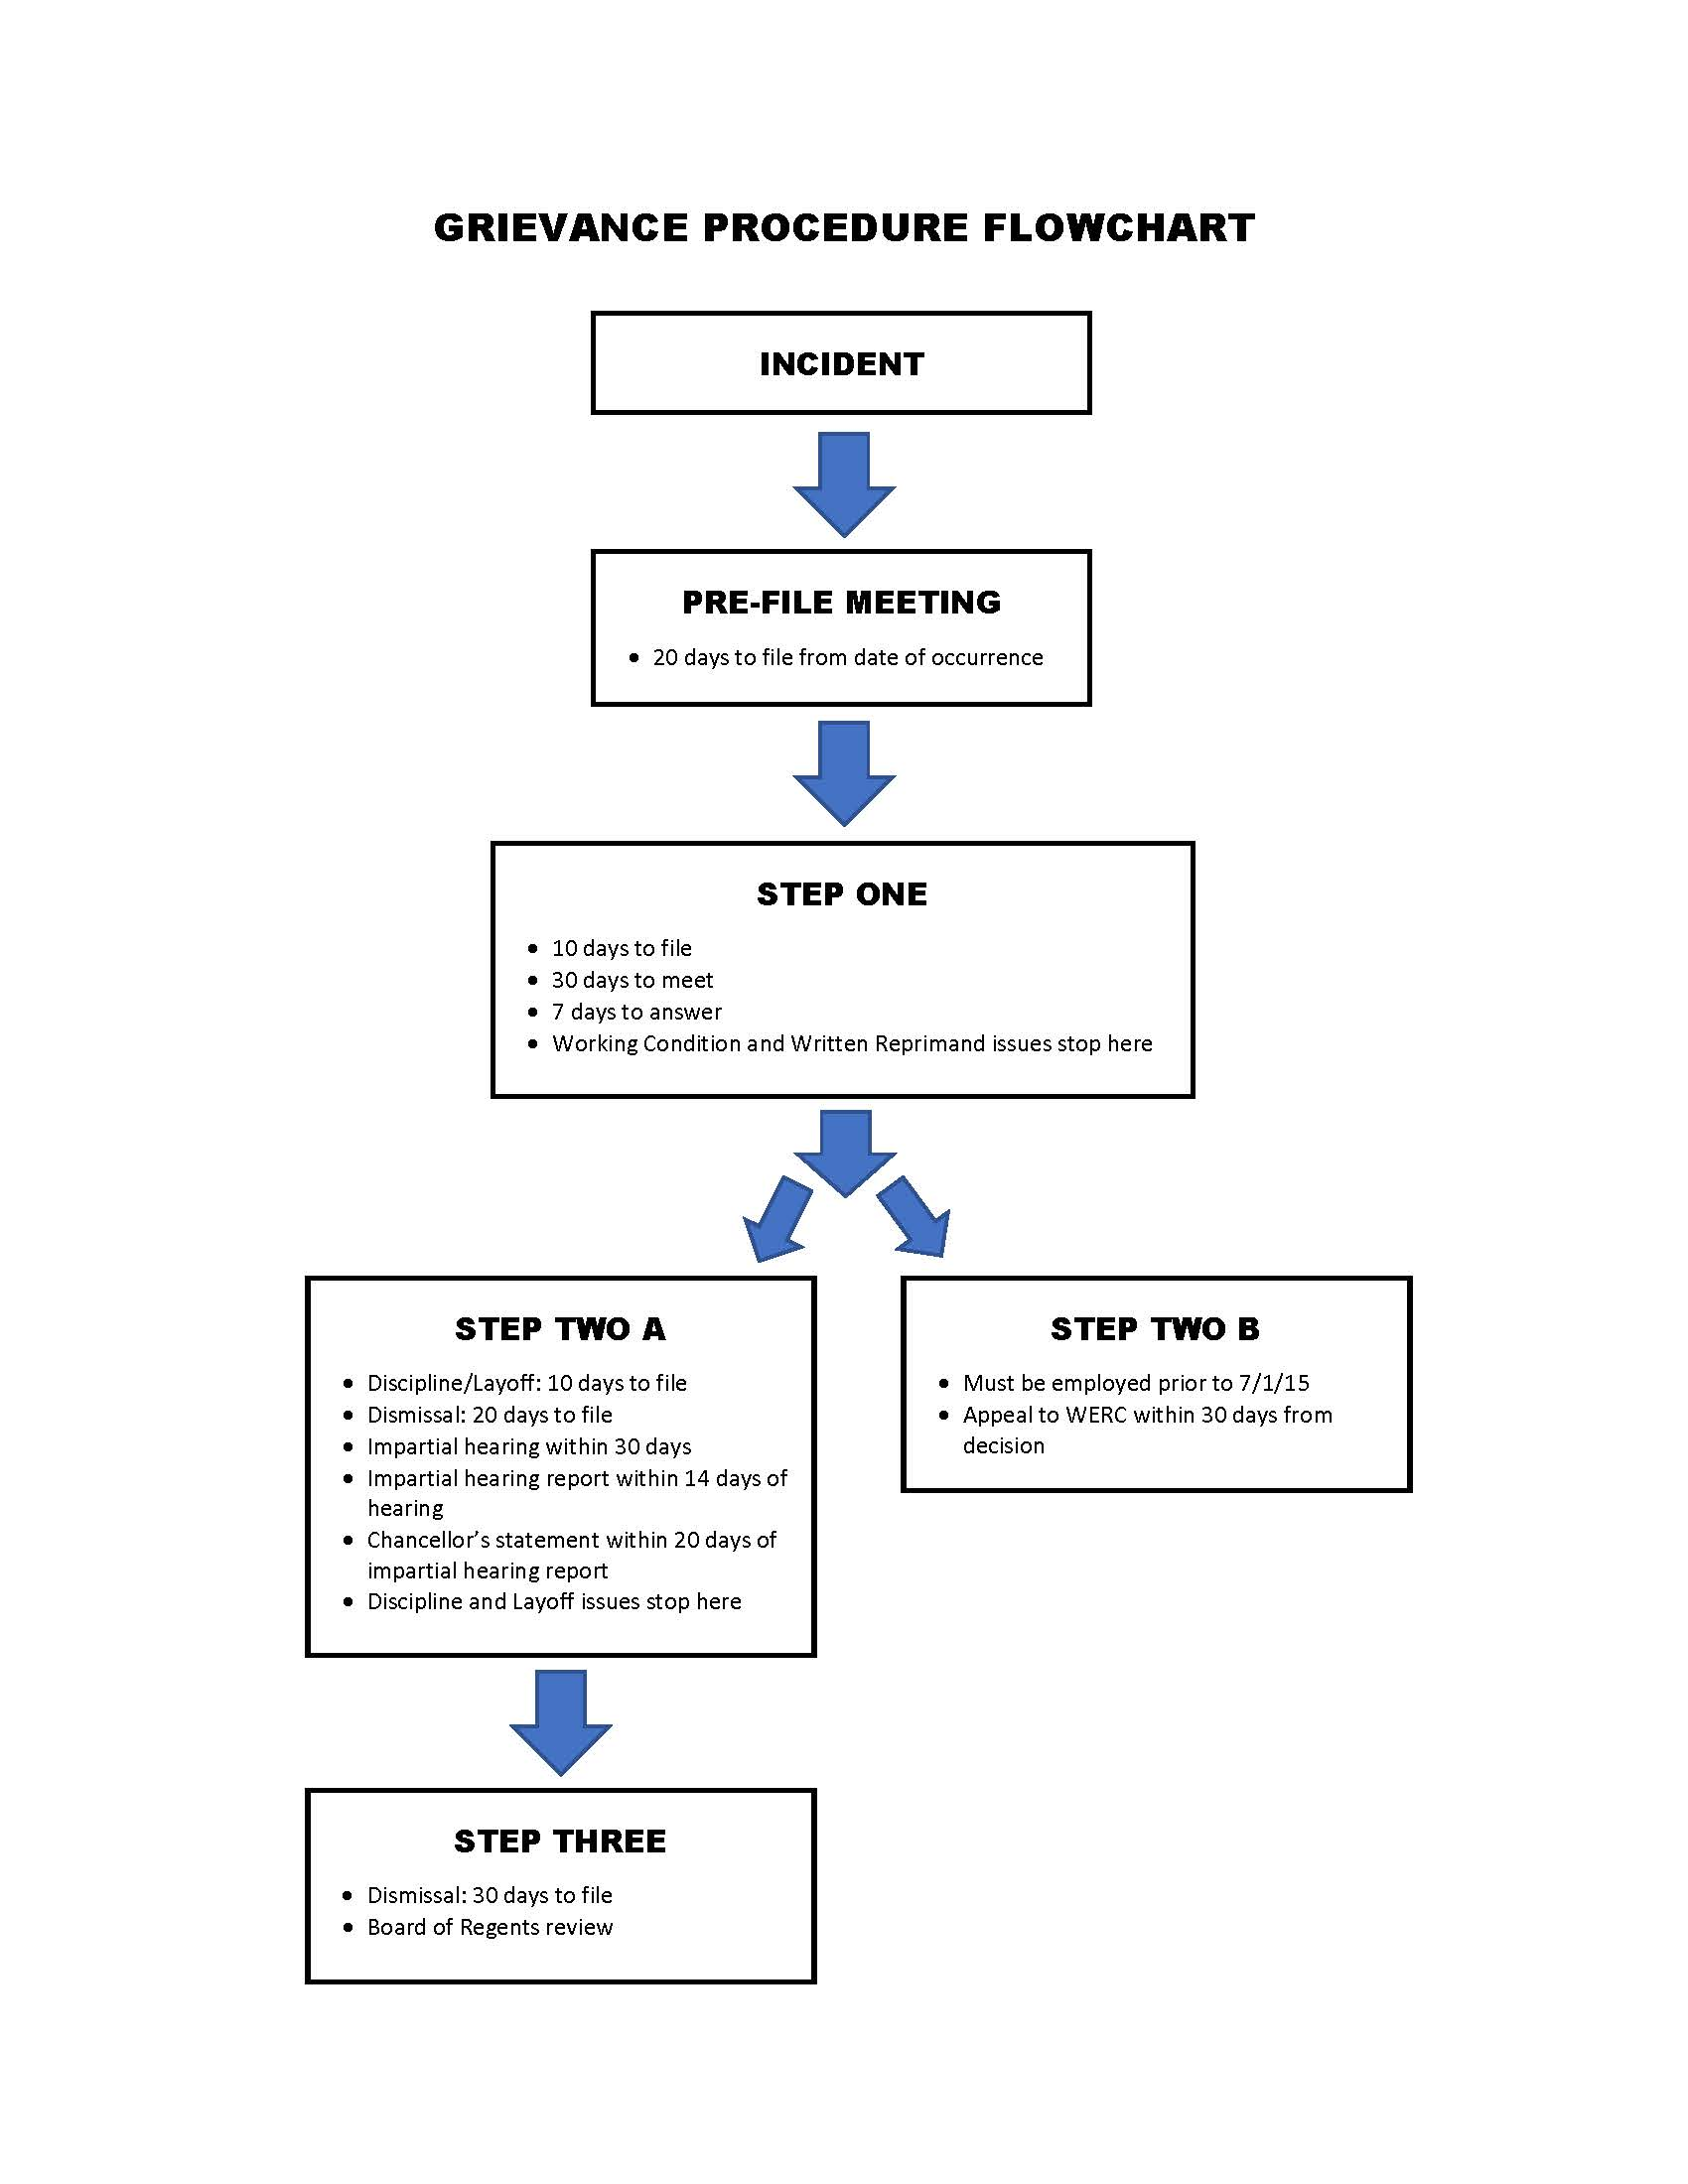 GRIEVANCE PROCEDURE FLOWCHART
INCIDENT
PRE-FILE MEETING
• 20 days to file from date of occurrence
STEP ONE
• 10 days to file
• 30 days to meet
• 7 days to answer
• Working Condition and Written Reprimand issues stop here
STEP TWO A
• Discipline/Layoff: 10 days to file
• Dismissal: 20 days to file
• Impartial hearing within 30 days
• Impartial hearing report within 14 days of
hearing
• Chancellor’s statement within 20 days of
impartial hearing report
• Discipline and Layoff issues stop here
STEP TWO B
• Must be employed prior to 7/1/15
• Appeal to WERC within 30 days from
decision
STEP THREE
• Dismissal: 30 days to file
• Board of Regents review